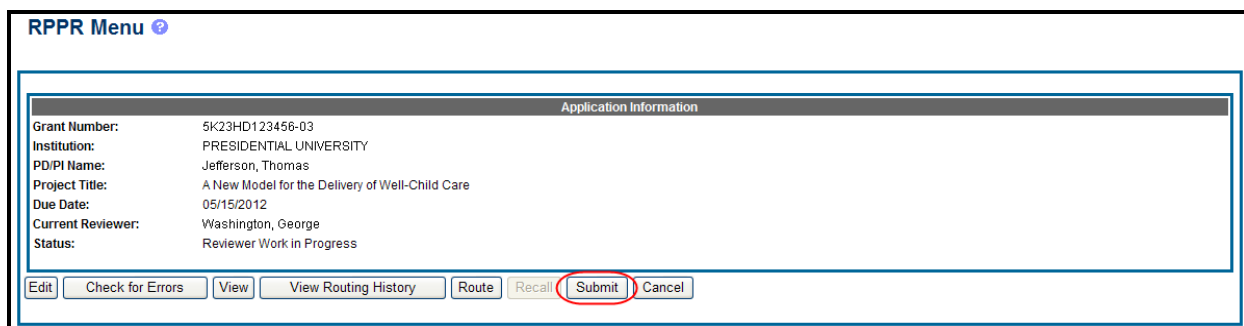 RPPR Menu ?
Application Information
Grant Number: 5K23HD123456-03
Institution: PRESIDENTIAL UNIVERSITY
PD/PI Name: Jefferson, Thomas
Project Title: A New Model for the Delivery of Well-Child Care
Due Date: 05/15/2012
Current Reviewer: Washington, George
Status: Reviewer Work in Progress
Edit Check for Errors View View Routing History Route Recall Submit Cancel